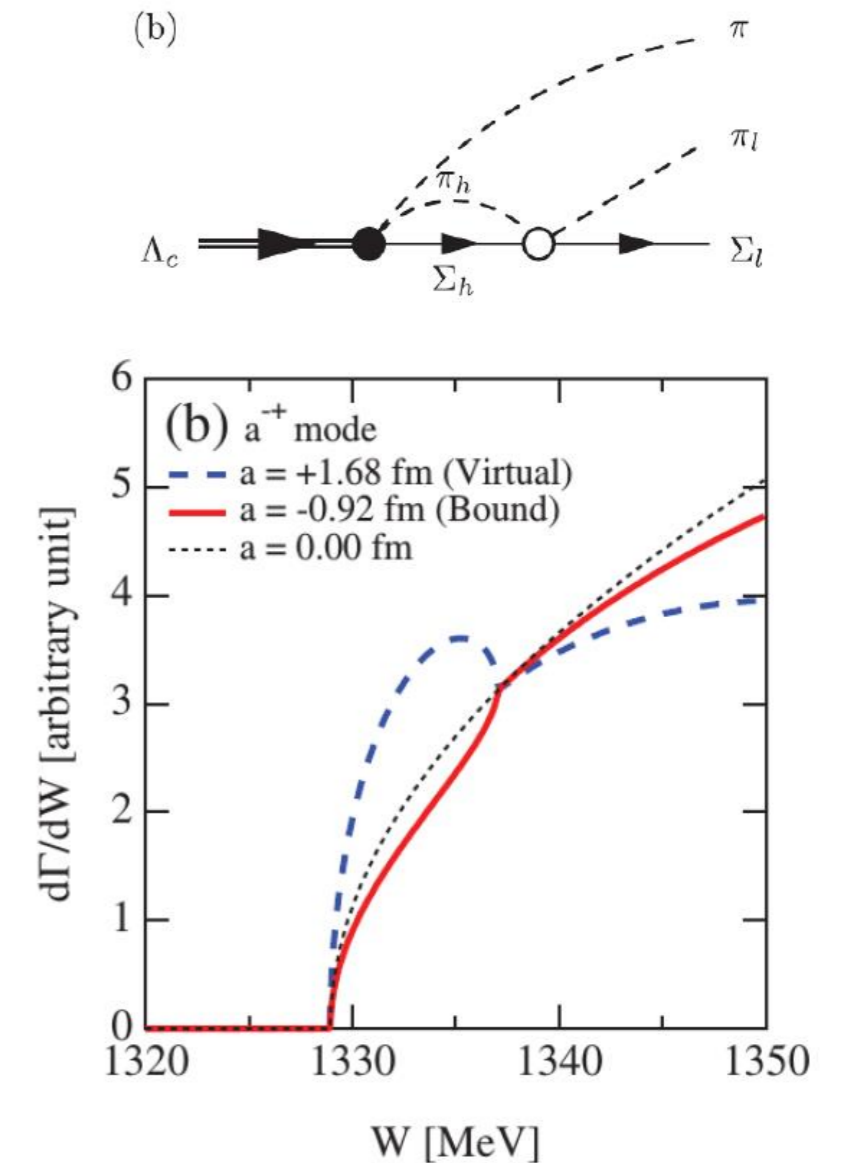 (b)
π
π_l
π_h
Λ_c
Σ_h
Σ_l
6
5
4
3
2
1
0
(b) a⁻⁺ mode
a = +1.68 fm (Virtual)
a = -0.92 fm (Bound)
a = 0.00 fm
dΓ/dW [arbitrary unit]
1320 1330 1340 1350
W [MeV]